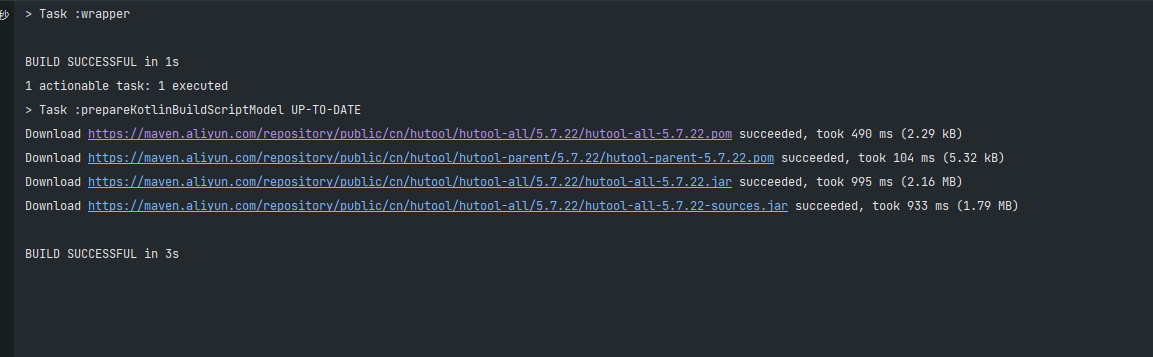 秒
> Task :wrapper
BUILD SUCCESSFUL in 1s
1 actionable task: 1 executed
> Task :prepareKotlinBuildScriptModel UP-TO-DATE
Download https://maven.aliyun.com/repository/public/cn/hutool/hutool-all/5.7.22/hutool-all-5.7.22.pom succeeded, took 490 ms (2.29 kB)
Download https://maven.aliyun.com/repository/public/cn/hutool/hutool-parent/5.7.22/hutool-parent-5.7.22.pom succeeded, took 104 ms (5.32 kB)
Download https://maven.aliyun.com/repository/public/cn/hutool/hutool-all/5.7.22/hutool-all-5.7.22.jar succeeded, took 995 ms (2.16 MB)
Download https://maven.aliyun.com/repository/public/cn/hutool/hutool-all/5.7.22/hutool-all-5.7.22-sources.jar succeeded, took 933 ms (1.79 MB)
BUILD SUCCESSFUL in 3s